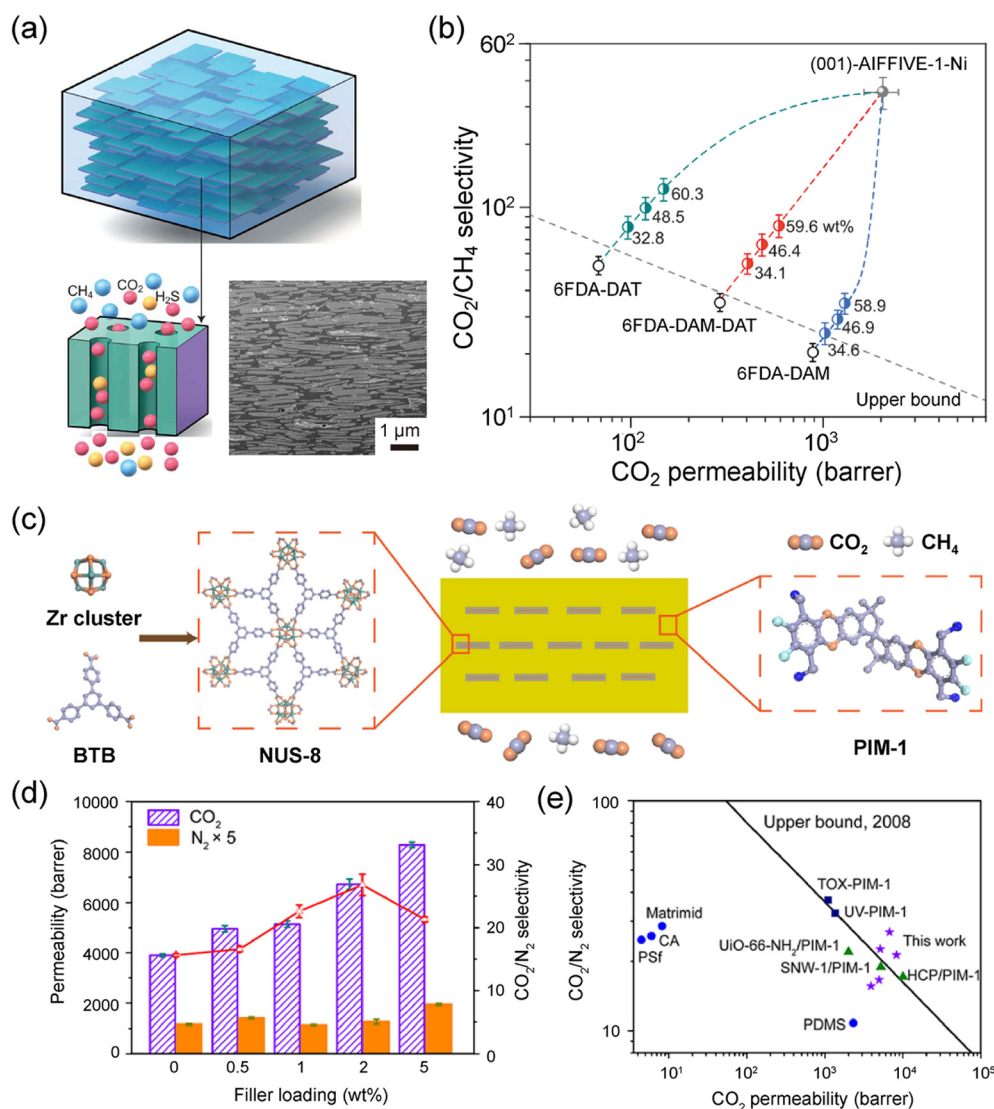 (a)
CH4
CO2
H2S
1 μm
(b)
60²
10²
10¹
CO2/CH4 selectivity
(001)-AlFFIVE-1-Ni
60.3
48.5
32.8
59.6 wt%
46.4
34.1
58.9
46.9
34.6
6FDA-DAT
6FDA-DAM-DAT
6FDA-DAM
Upper bound
10²
10³
CO2 permeability (barrer)
(c)
Zr cluster
BTB
NUS-8
CO2
CH4
PIM-1
(d)
10000
8000
6000
4000
2000
0
Permeability (barrer)
CO2
N2 × 5
40
30
20
10
0
CO2/N2 selectivity
0
0.5
1
2
5
Filler loading (wt%)
(e)
100
10
CO2/N2 selectivity
Upper bound, 2008
TOX-PIM-1
UV-PIM-1
Matrimid
CA
PSf
This work
UiO-66-NH2/PIM-1
SNW-1/PIM-1
HCP/PIM-1
PDMS
10¹
10²
10³
10⁴
10⁵
CO2 permeability (barrer)